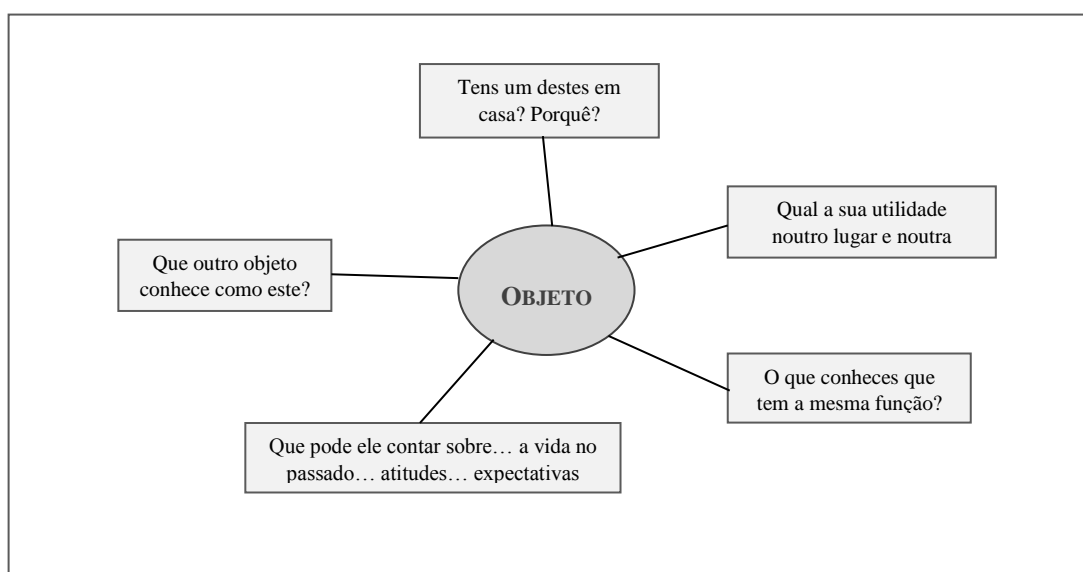 Tens um destes em
casa? Porquê?
Qual a sua utilidade
noutro lugar e noutra
Que outro objeto
conhece como este?
OBJETO
O que conheces que
tem a mesma função?
Que pode ele contar sobre… a vida no
passado… atitudes… expectativas